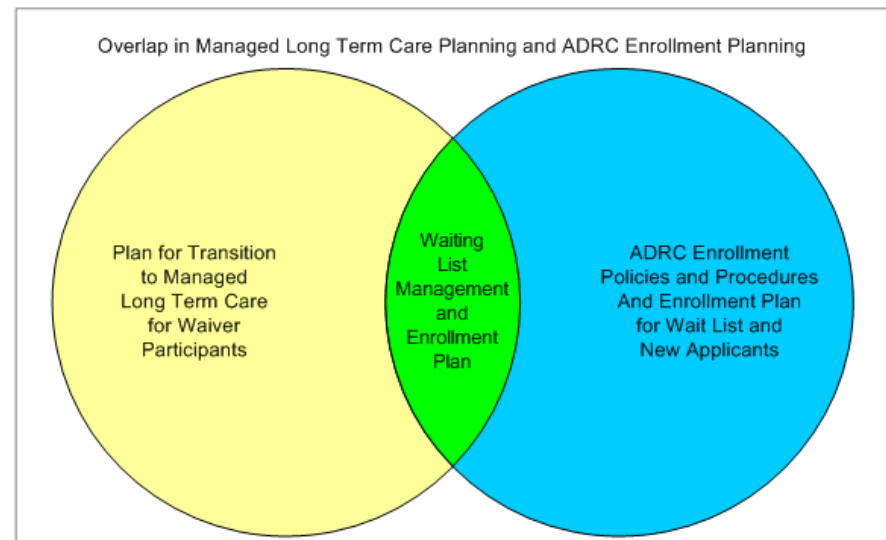 Overlap in Managed Long Term Care Planning and ADRC Enrollment Planning
Plan for Transition
to Managed
Long Term Care
for Waiver
Participants
Waiting
List
Management
and
Enrollment
Plan
ADRC Enrollment
Policies and Procedures
And Enrollment Plan
for Wait List and
New Applicants